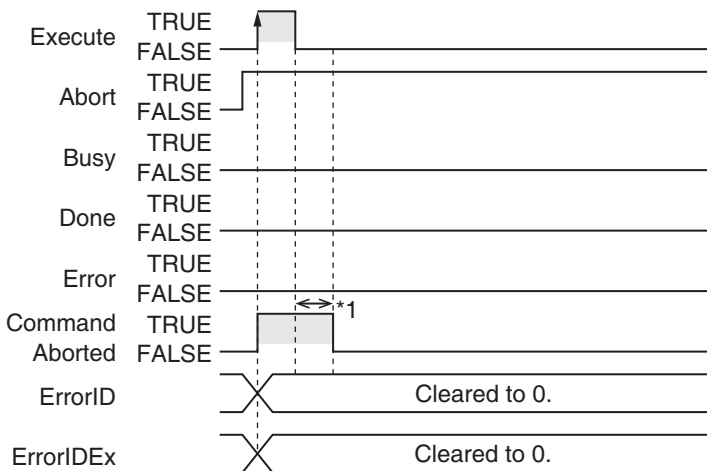 Execute TRUE
FALSE
Abort TRUE
FALSE
Busy TRUE
FALSE
Done TRUE
FALSE
Error TRUE
FALSE
*1
Command TRUE
Aborted FALSE
ErrorID Cleared to 0.
ErrorIDEx Cleared to 0.